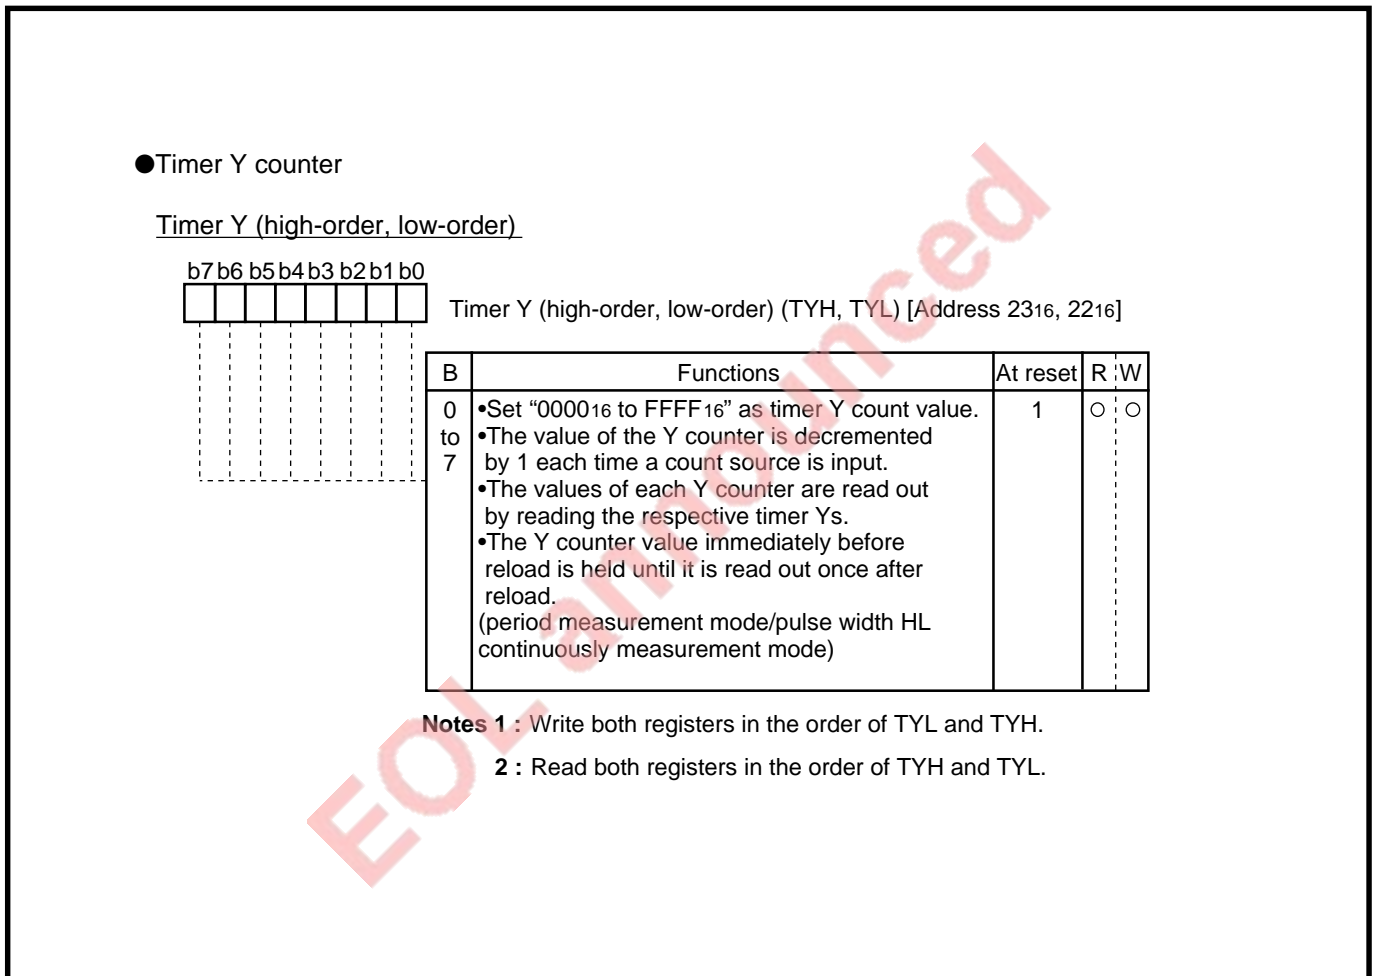 ●Timer Y counter
Timer Y (high-order, low-order)
b7 b6 b5 b4 b3 b2 b1 b0
Timer Y (high-order, low-order) (TYH, TYL) [Address 2316, 2216]
B Functions At reset R W
0 •Set “000016 to FFFF16” as timer Y count value. 1 ○ ○
to •The value of the Y counter is decremented
7 by 1 each time a count source is input.
•The values of each Y counter are read out
by reading the respective timer Ys.
•The Y counter value immediately before
reload is held until it is read out once after
reload.
(period measurement mode/pulse width HL
continuously measurement mode)
Notes 1 : Write both registers in the order of TYL and TYH.
2 : Read both registers in the order of TYH and TYL.
EOL announced